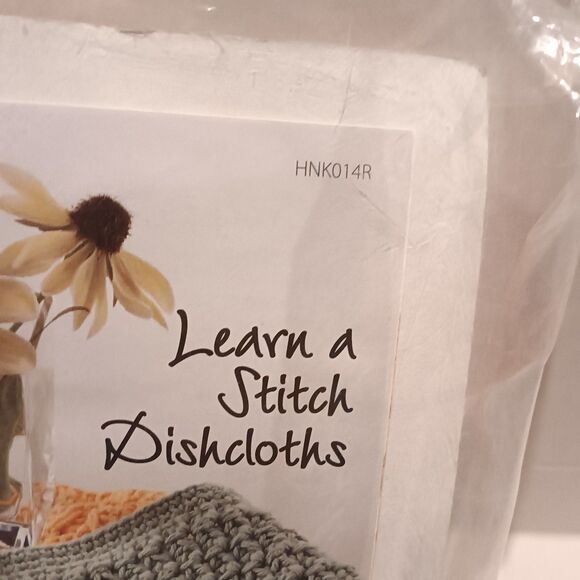 HNK014R
Learn a
Stitch
Dishcloths